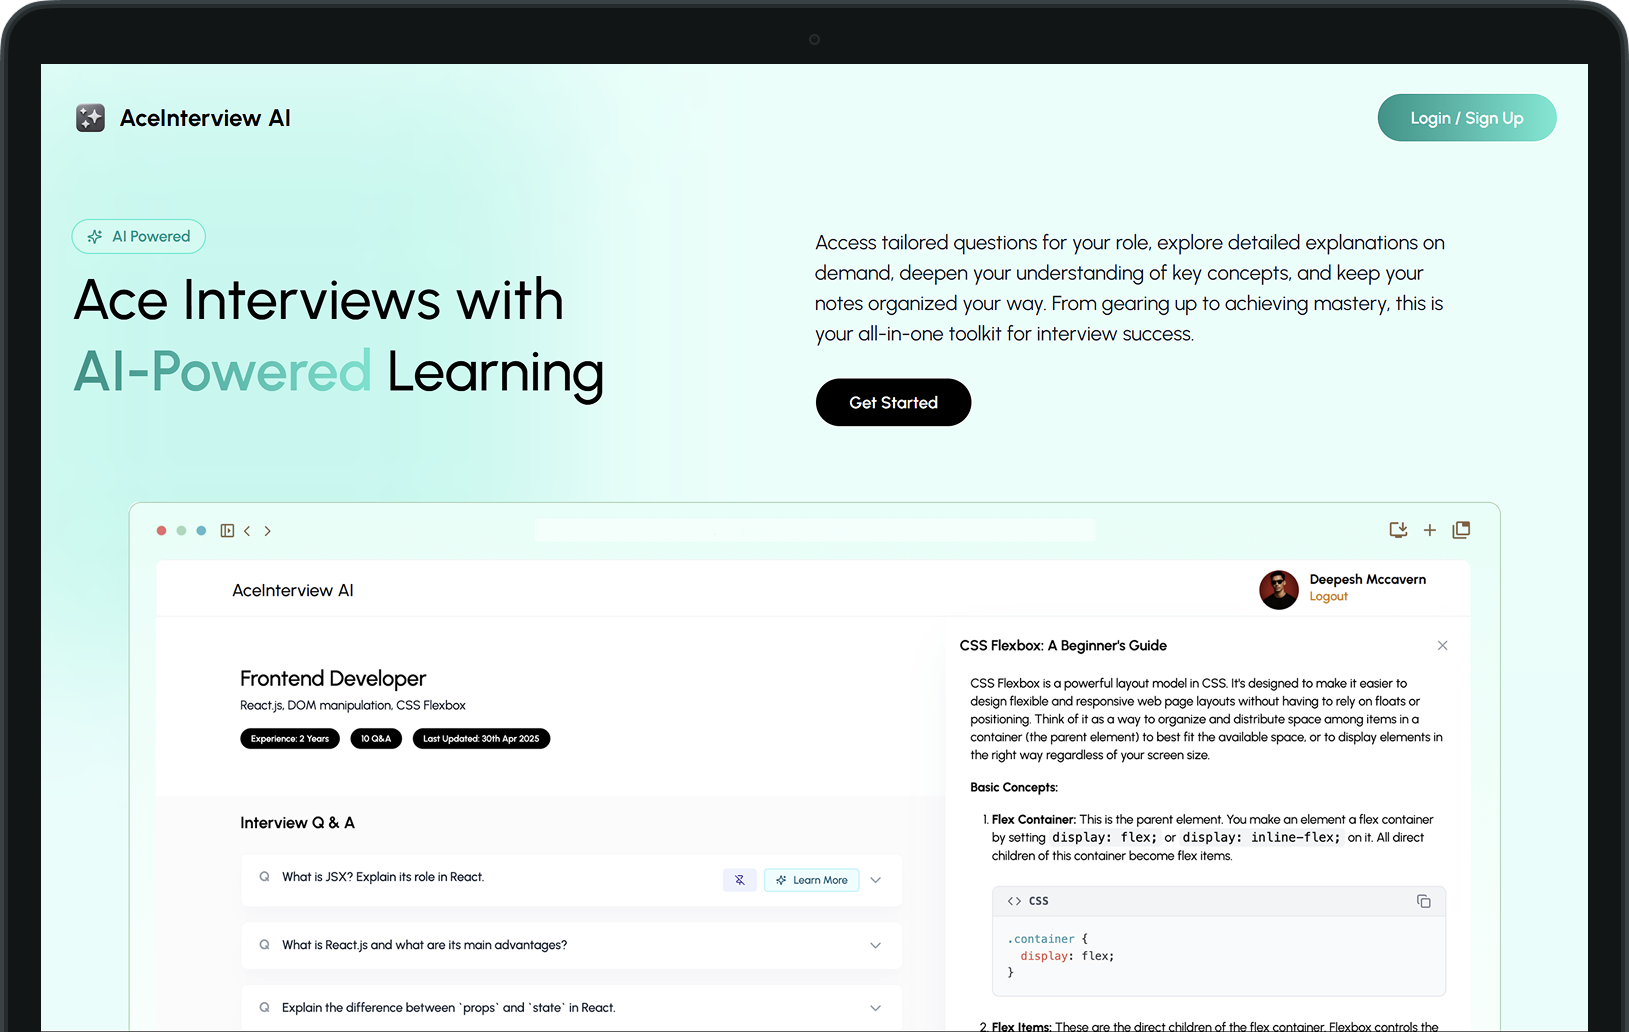 AceInterview AI
Login / Sign Up
AI Powered
Ace Interviews with
AI-Powered Learning
Access tailored questions for your role, explore detailed explanations on
demand, deepen your understanding of key concepts, and keep your
notes organized your way. From gearing up to achieving mastery, this is
your all-in-one toolkit for interview success.
Get Started
AceInterview AI
Deepesh Mccavern
Logout
Frontend Developer
React.js, DOM manipulation, CSS Flexbox
Experience: 2 Years
10 Q&A
Last Updated: 30th Apr 2025
Interview Q & A
Q What is JSX? Explain its role in React.
Learn More
Q What is React.js and what are its main advantages?
Q Explain the difference between `props` and `state` in React.
CSS Flexbox: A Beginner's Guide
CSS Flexbox is a powerful layout model in CSS. It's designed to make it easier to
design flexible and responsive web page layouts without having to rely on floats or
positioning. Think of it as a way to organize and distribute space among items in a
container (the parent element) to best fit the available space, or to display elements in
the right way regardless of your screen size.
Basic Concepts:
1. Flex Container: This is the parent element. You make an element a flex container
by setting display: flex; or display: inline-flex; on it. All direct
children of this container become flex items.
<> CSS
.container {
display: flex;
}
2. Flex Items: These are the direct children of the flex container. Flexbox controls the